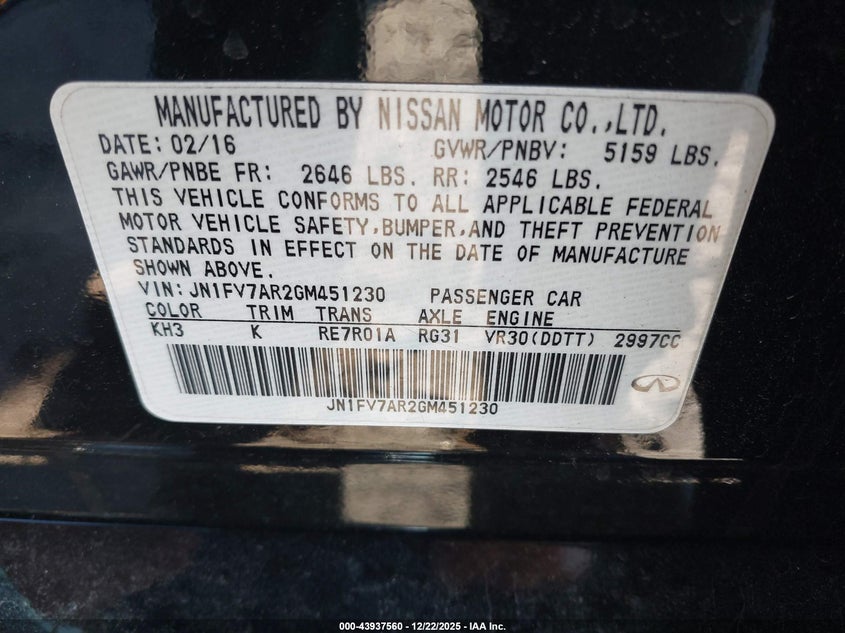 MANUFACTURED BY NISSAN MOTOR CO.,LTD.
DATE: 02/16 GVWR/PNBV: 5159 LBS.
GAWR/PNBE FR: 2646 LBS. RR: 2546 LBS.
THIS VEHICLE CONFORMS TO ALL APPLICABLE FEDERAL
MOTOR VEHICLE SAFETY,BUMPER,AND THEFT PREVENTION
STANDARDS IN EFFECT ON THE DATE OF MANUFACTURE
SHOWN ABOVE.
VIN: JN1FV7AR2GM451230 PASSENGER CAR
COLOR TRIM TRANS AXLE ENGINE
KH3 K RE7R01A RG31 VR30(DDTT) 2997CC
JN1FV7AR2GM451230
000-43937560 - 12/22/2025 - IAA Inc.